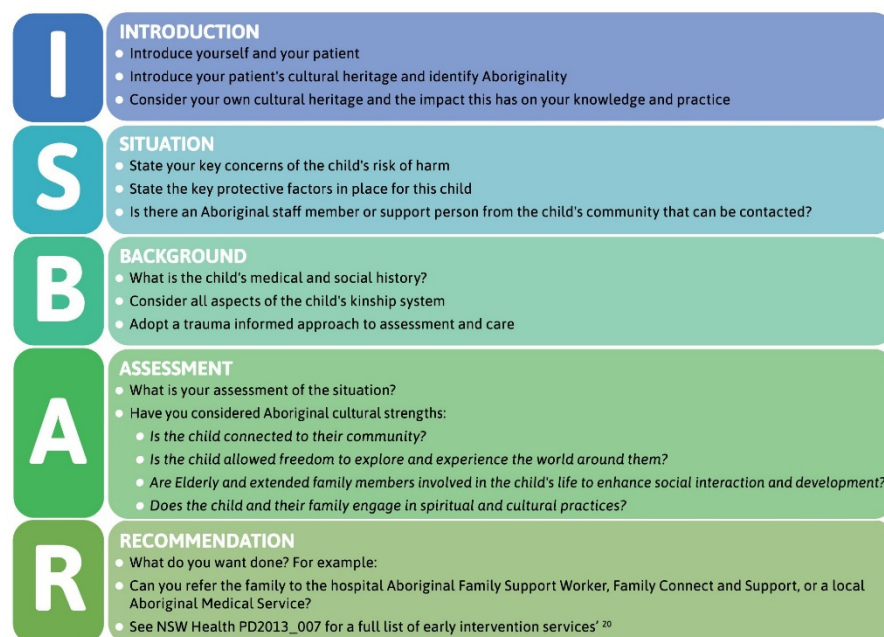 I
INTRODUCTION
• Introduce yourself and your patient
• Introduce your patient's cultural heritage and identify Aboriginality
• Consider your own cultural heritage and the impact this has on your knowledge and practice
S
SITUATION
• State your key concerns of the child's risk of harm
• State the key protective factors in place for this child
• Is there an Aboriginal staff member or support person from the child's community that can be contacted?
B
BACKGROUND
• What is the child's medical and social history?
• Consider all aspects of the child's kinship system
• Adopt a trauma informed approach to assessment and care
A
ASSESSMENT
• What is your assessment of the situation?
• Have you considered Aboriginal cultural strengths:
• Is the child connected to their community?
• Is the child allowed freedom to explore and experience the world around them?
• Are Elderly and extended family members involved in the child's life to enhance social interaction and development?
• Does the child and their family engage in spiritual and cultural practices?
R
RECOMMENDATION
• What do you want done? For example:
• Can you refer the family to the hospital Aboriginal Family Support Worker, Family Connect and Support, or a local
Aboriginal Medical Service?
• See NSW Health PD2013_007 for a full list of early intervention services' 20